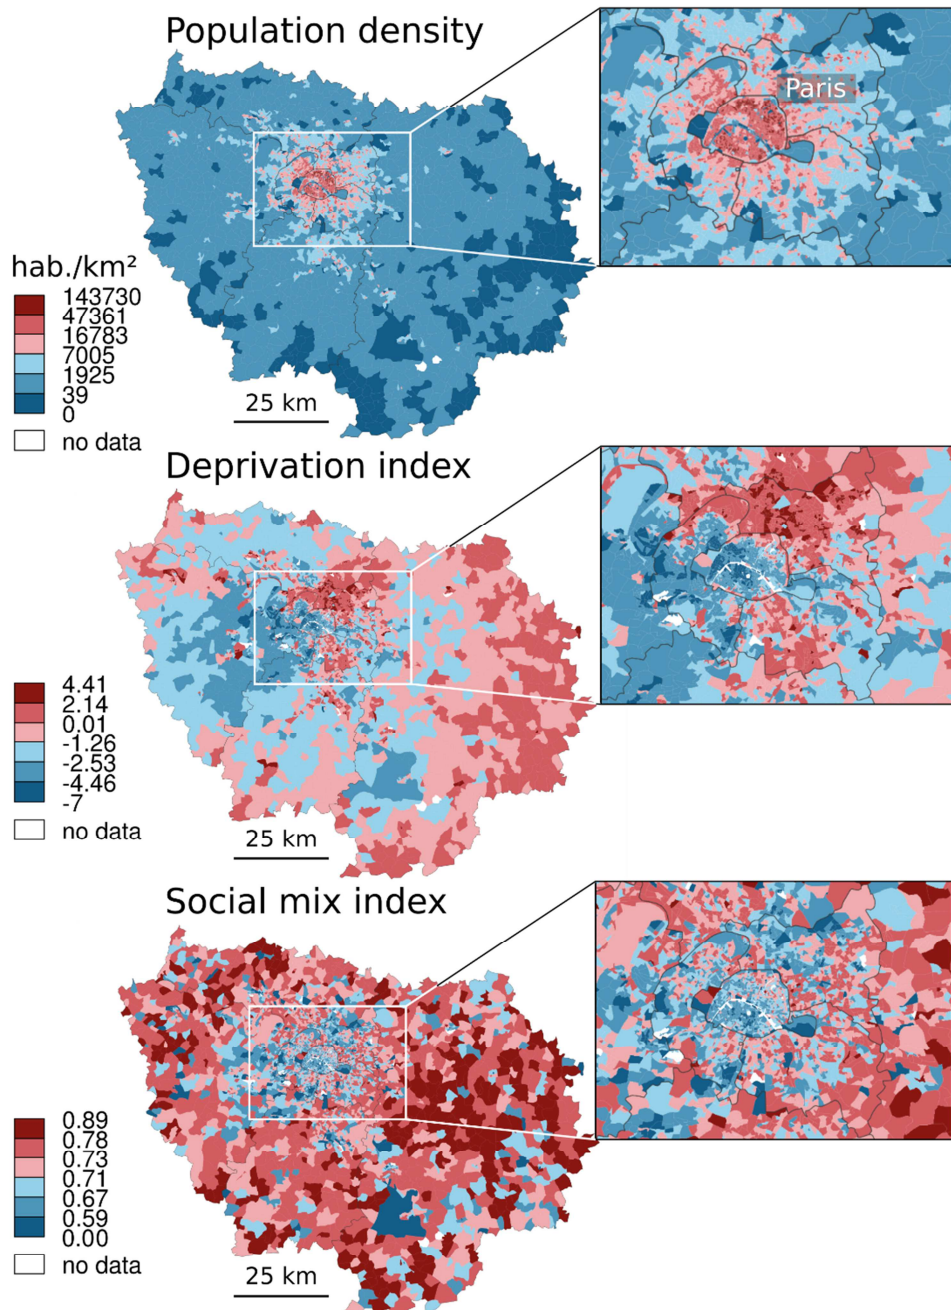 Population density
Paris
hab./km²
143730
47361
16783
7005
1925
39
0
no data
25 km
Deprivation index
4.41
2.14
0.01
-1.26
-2.53
-4.46
-7
no data
25 km
Social mix index
0.89
0.78
0.73
0.71
0.67
0.59
0.00
no data
25 km